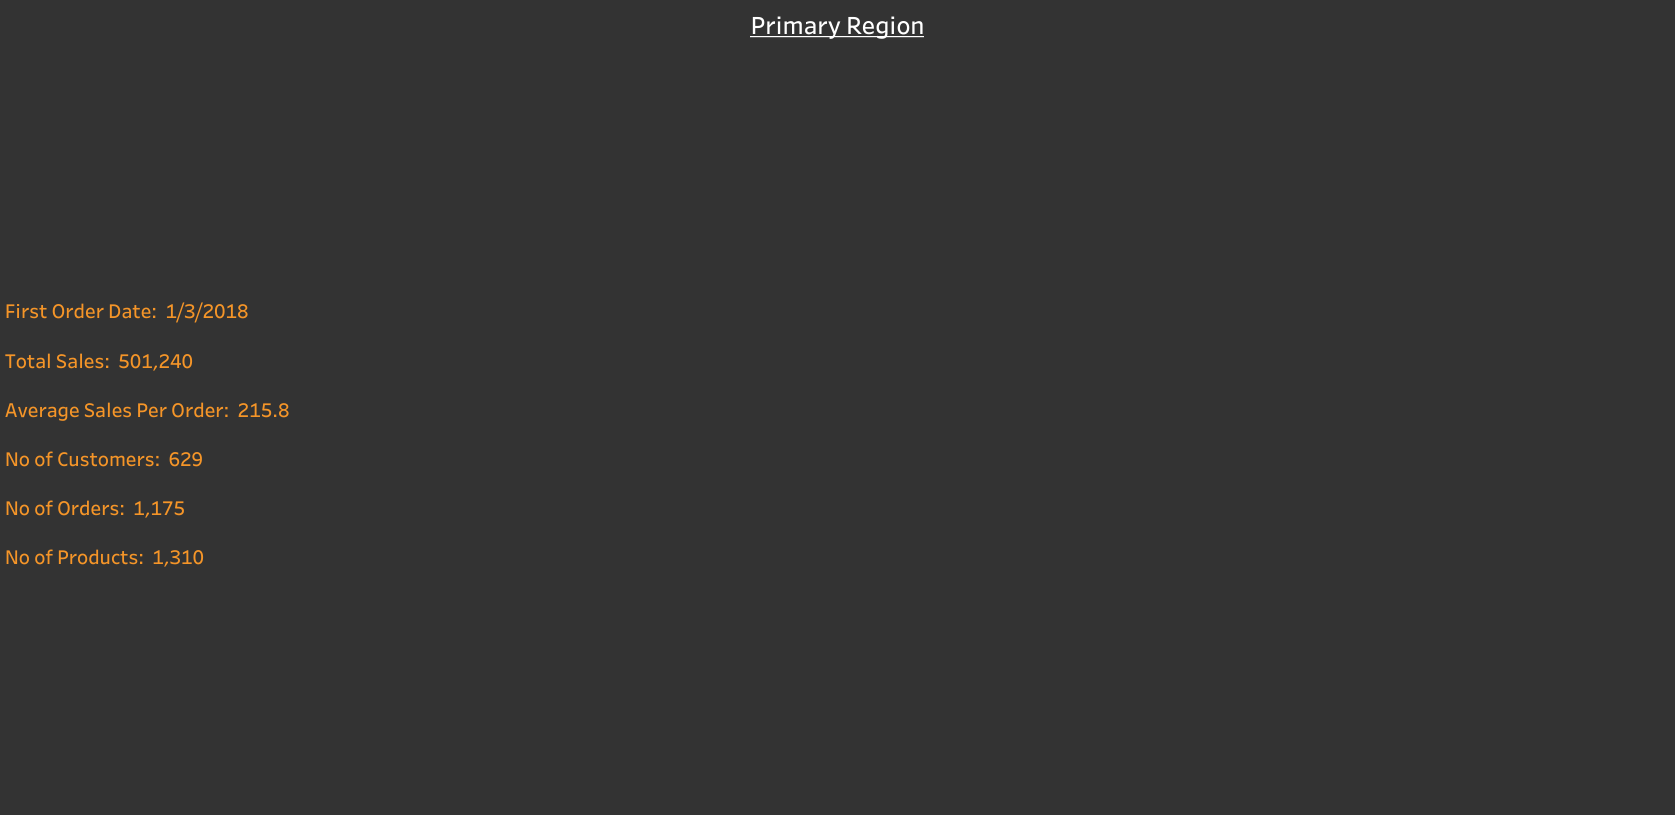 Primary Region
First Order Date: 1/3/2018
Total Sales: 501,240
Average Sales Per Order: 215.8
No of Customers: 629
No of Orders: 1,175
No of Products: 1,310